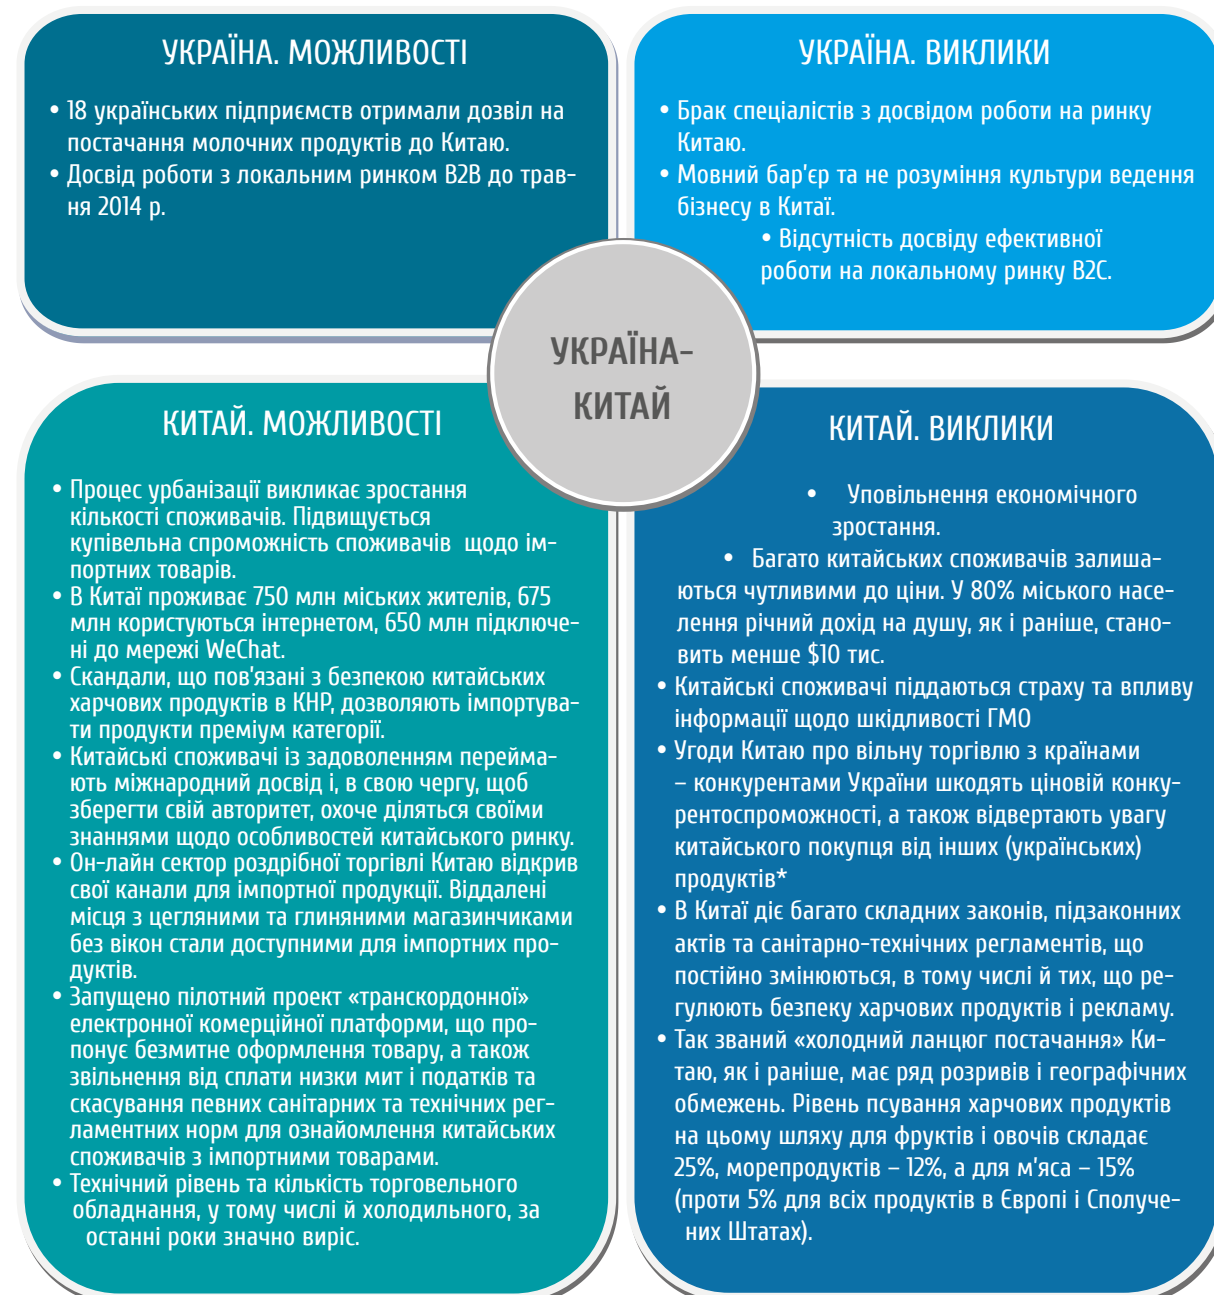 УКРАЇНА. МОЖЛИВОСТІ
• 18 українських підприємств отримали дозвіл на
постачання молочних продуктів до Китаю.
• Досвід роботи з локальним ринком B2B до трав-
ня 2014 р.
УКРАЇНА. ВИКЛИКИ
• Брак спеціалістів з досвідом роботи на ринку
Китаю.
• Мовний бар'єр та не розуміння культури ведення
бізнесу в Китаї.
• Відсутність досвіду ефективної
роботи на локальному ринку B2C.
УКРАЇНА-
КИТАЙ
КИТАЙ. МОЖЛИВОСТІ
• Процес урбанізації викликає зростання
кількості споживачів. Підвищується
купівельна спроможність споживачів щодо ім-
портних товарів.
• В Китаї проживає 750 млн міських жителів, 675
млн користуються інтернетом, 650 млн підключе-
ні до мережі WeChat.
• Скандали, що пов'язані з безпекою китайських
харчових продуктів в КНР, дозволяють імпортува-
ти продукти преміум категорії.
• Китайські споживачі із задоволенням перейма-
ють міжнародний досвід і, в свою чергу, щоб
зберегти свій авторитет, охоче діляться своїми
знаннями щодо особливостей китайського ринку.
• Он-лайн сектор роздрібної торгівлі Китаю відкрив
свої канали для імпортної продукції. Віддалені
місця з цегляними та глиняними магазинчиками
без вікон стали доступними для імпортних про-
дуктів.
• Запущено пілотний проект «транскордонної»
електронної комерційної платформи, що про-
понує безмитне оформлення товару, а також
звільнення від сплати низки мит і податків та
скасування певних санітарних та технічних рег-
ламентних норм для ознайомлення китайських
споживачів з імпортними товарами.
• Технічний рівень та кількість торговельного
обладнання, у тому числі й холодильного, за
останні роки значно виріс.
КИТАЙ. ВИКЛИКИ
• Уповільнення економічного
зростання.
• Багато китайських споживачів залиша-
ються чутливими до ціни. У 80% міського насе-
лення річний дохід на душу, як і раніше, стано-
вить менше $10 тис.
• Китайські споживачі піддаються страху та впливу
інформації щодо шкідливості ГМО
• Угоди Китаю про вільну торгівлю з країнами
– конкурентами України шкодять ціновій конку-
рентоспроможності, а також відвертають увагу
китайського покупця від інших (українських)
продуктів*
• В Китаї діє багато складних законів, підзаконних
актів та санітарно-технічних регламентів, що
постійно змінюються, в тому числі й тих, що ре-
гулюють безпеку харчових продуктів і рекламу.
• Так званий «холодний ланцюг постачання» Ки-
таю, як і раніше, має ряд розривів і географічних
обмежень. Рівень псування харчових продуктів
на цьому шляху для фруктів і овочів складає
25%, морепродуктів – 12%, а для м’яса – 15%
(проти 5% для всіх продуктів в Європі і Сполуче-
них Штатах).